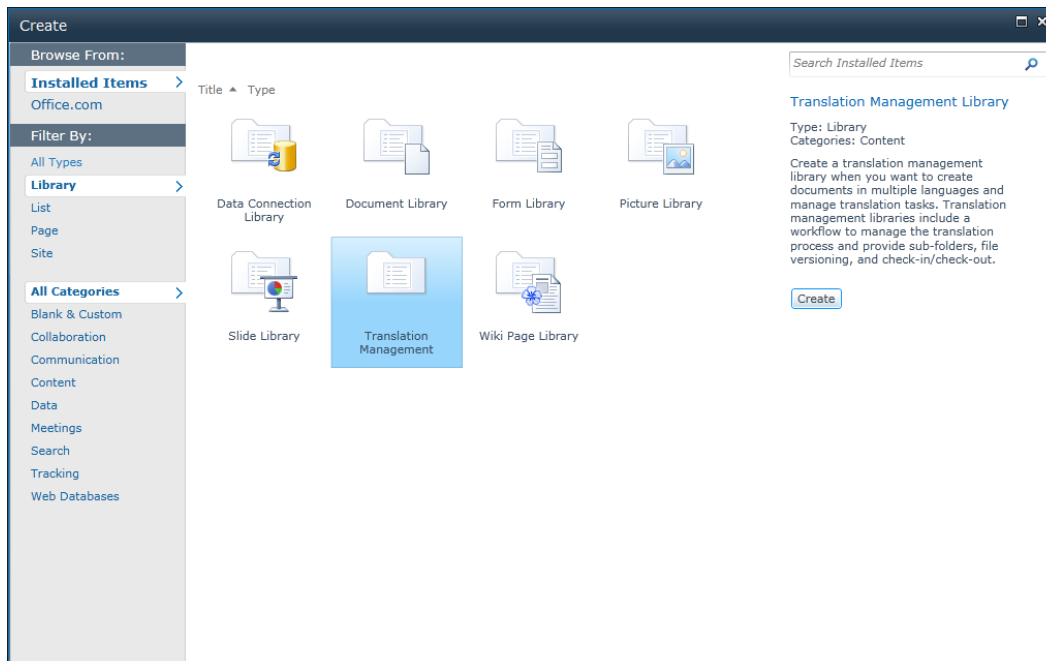 Create
Browse From:
Installed Items
Office.com
Filter By:
All Types
Library
List
Page
Site
All Categories
Blank & Custom
Collaboration
Communication
Content
Data
Meetings
Search
Tracking
Web Databases
Title Type
Data Connection
Library
Document Library
Form Library
Picture Library
Slide Library
Translation
Management
Wiki Page Library
Search Installed Items
Translation Management Library
Type: Library
Categories: Content
Create a translation management
library when you want to create
documents in multiple languages and
manage translation tasks. Translation
management libraries include a
workflow to manage the translation
process and provide sub-folders, file
versioning, and check-in/check-out.
Create